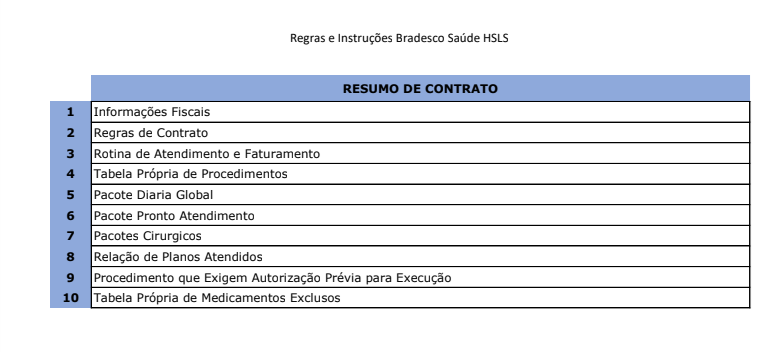 Regras e Instruções Bradesco Saúde HSLS
RESUMO DE CONTRATO
1 Informações Fiscais
2 Regras de Contrato
3 Rotina de Atendimento e Faturamento
4 Tabela Própria de Procedimentos
5 Pacote Diaria Global
6 Pacote Pronto Atendimento
7 Pacotes Cirurgicos
8 Relação de Planos Atendidos
9 Procedimento que Exigem Autorização Prévia para Execução
10 Tabela Própria de Medicamentos Exclusos